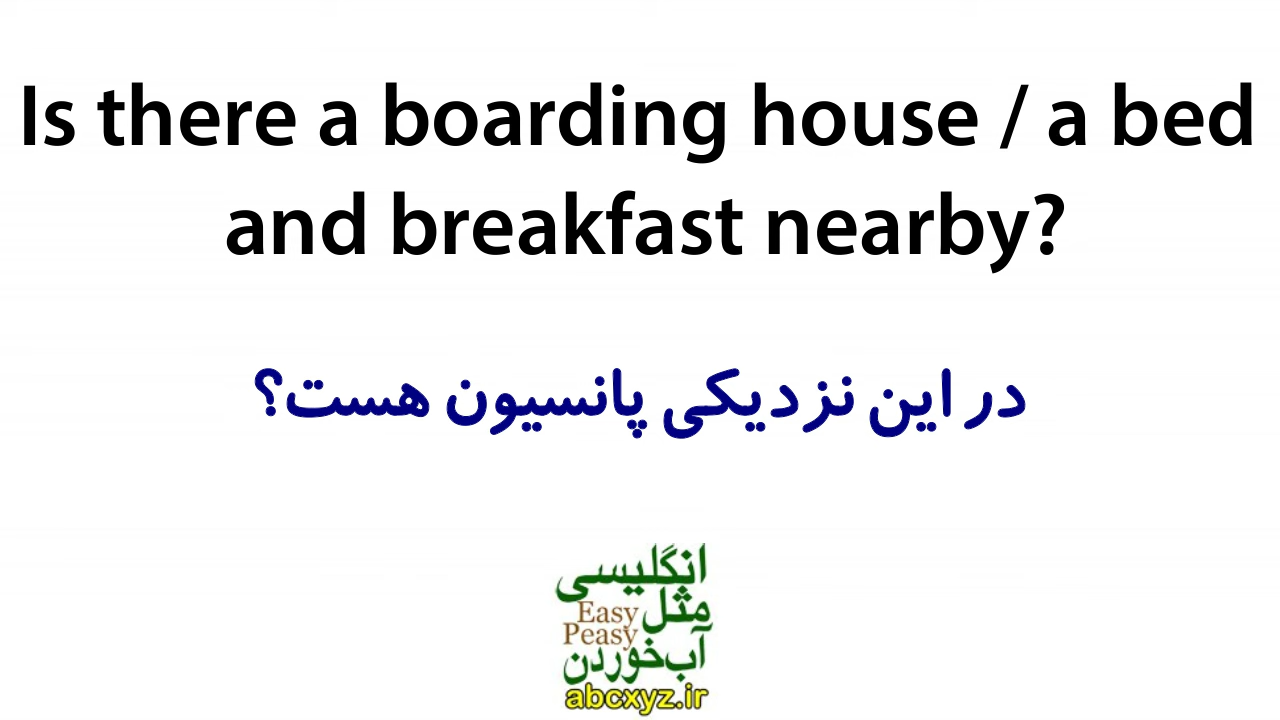 Is there a boarding house / a bed
and breakfast nearby?
در این نزدیکی پانسیون هست؟
انگلیسی
مثل
Easy
Peasy
آب‌خوردن
abcxyz.ir